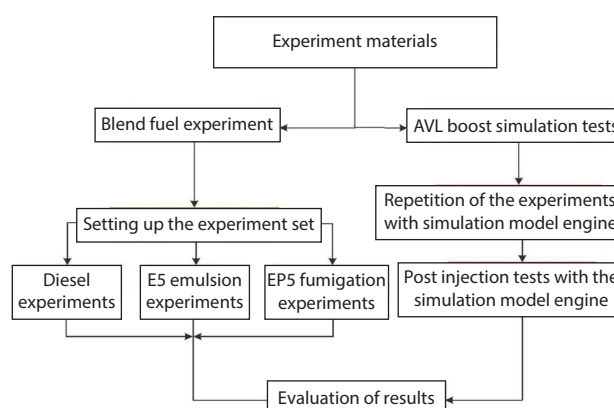 Experiment materials
Blend fuel experiment
AVL boost simulation tests
Setting up the experiment set
Repetition of the experiments
with simulation model engine
Diesel
experiments
E5 emulsion
experiments
EP5 fumigation
experiments
Post injection tests with the
simulation model engine
Evaluation of results